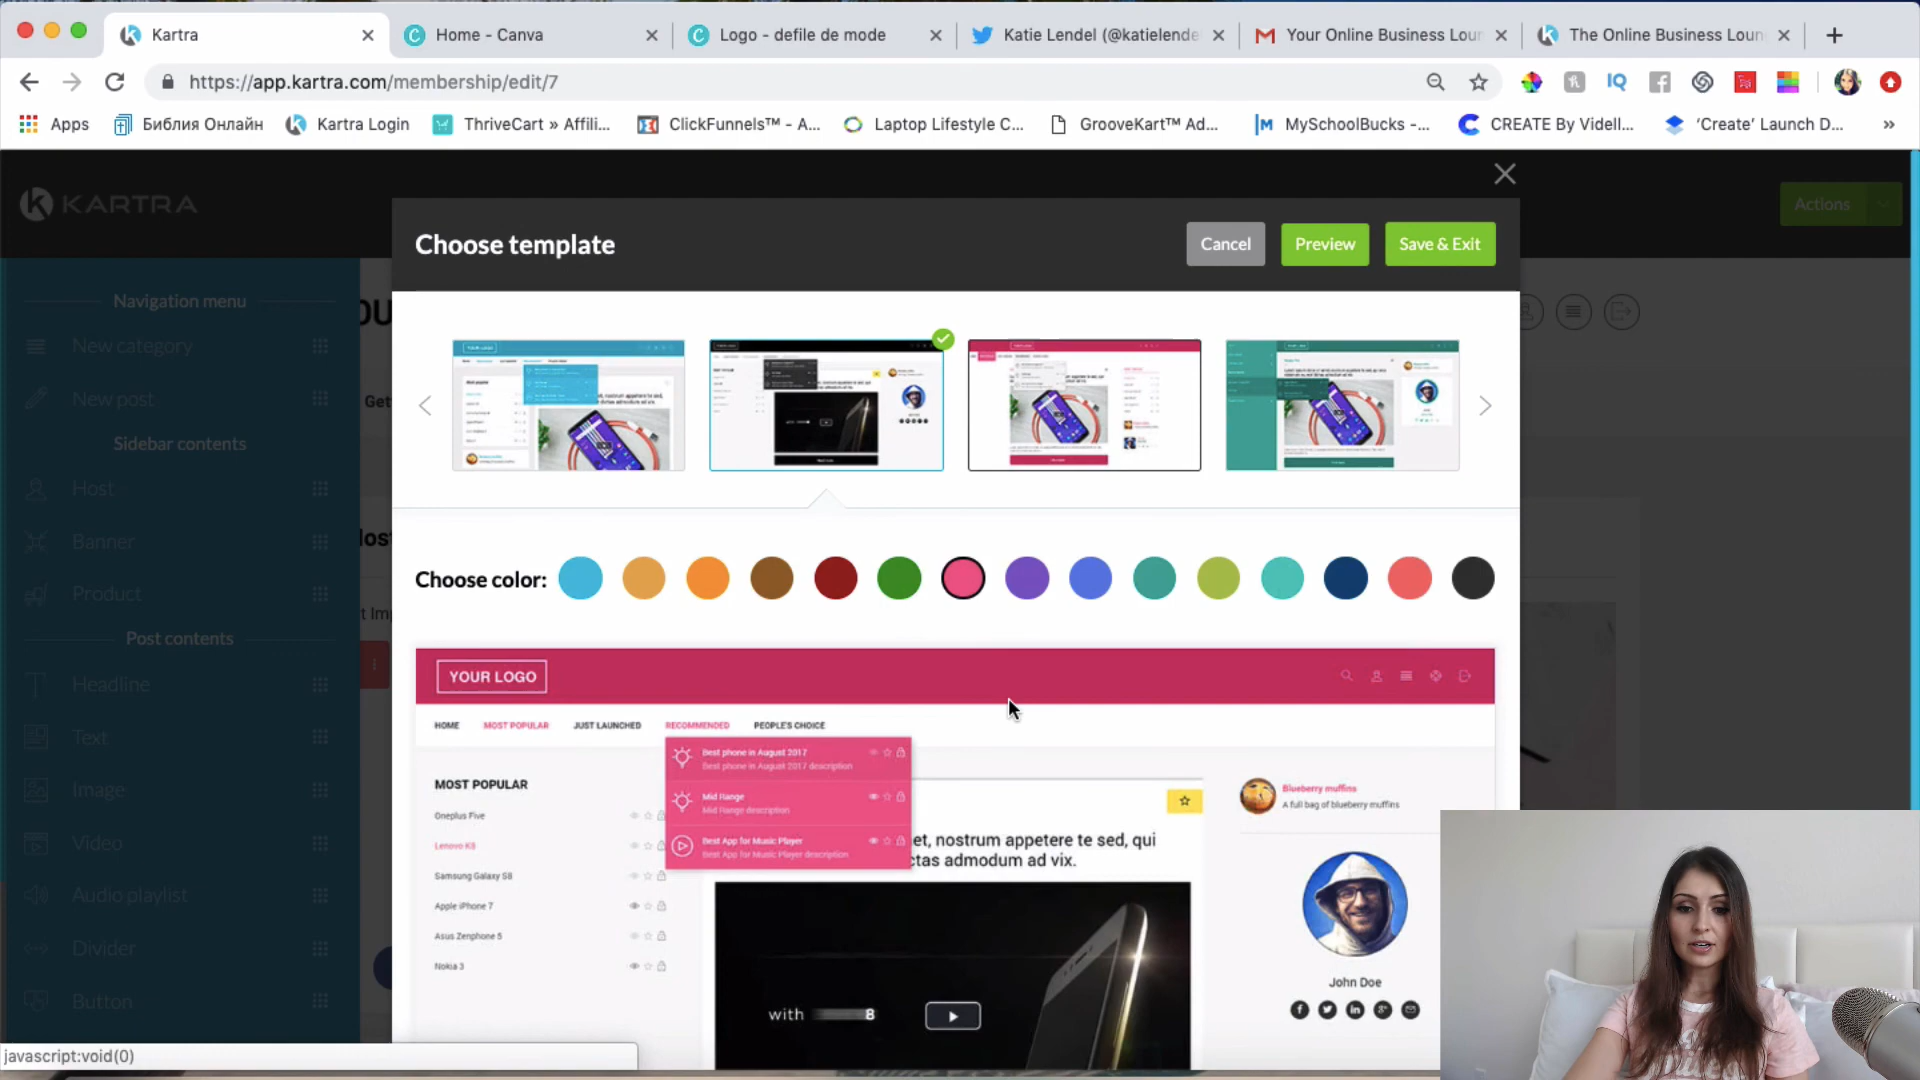 Kartra
Home - Canva
Logo - defile de mode
Katie Lendel (@katielende
Your Online Business Loun
The Online Business Loun
https://app.kartra.com/membership/edit/7
Apps
Библия Онлайн
Kartra Login
ThriveCart » Affili...
ClickFunnels™ - A...
Laptop Lifestyle C...
GrooveKart™ Ad...
MySchoolBucks -...
CREATE By Videll...
'Create' Launch D...
»
KARTRA
Actions
Choose template
Cancel
Preview
Save & Exit
Navigation menu
New category
New post
Sidebar contents
Host
Banner
Product
Post contents
Headline
Text
Image
Video
Audio playlist
Divider
Button
Choose color:
YOUR LOGO
HOME
MOST POPULAR
JUST LAUNCHED
RECOMMENDED
PEOPLE'S CHOICE
Best phone in August 2017
Best phone in August 2017 description
Mid Range
Mid Range description
Best App for Music Player
Best App for Music Player description
MOST POPULAR
Oneplus Five
Lenovo K8
Samsung Galaxy S8
Apple iPhone 7
Asus Zenphone 5
Nokia 3
et, nostrum appetere te sed, qui
ctas admodum ad vix.
with
8
Blueberry muffins
A full bag of blueberry muffins
John Doe
javascript:void(0)